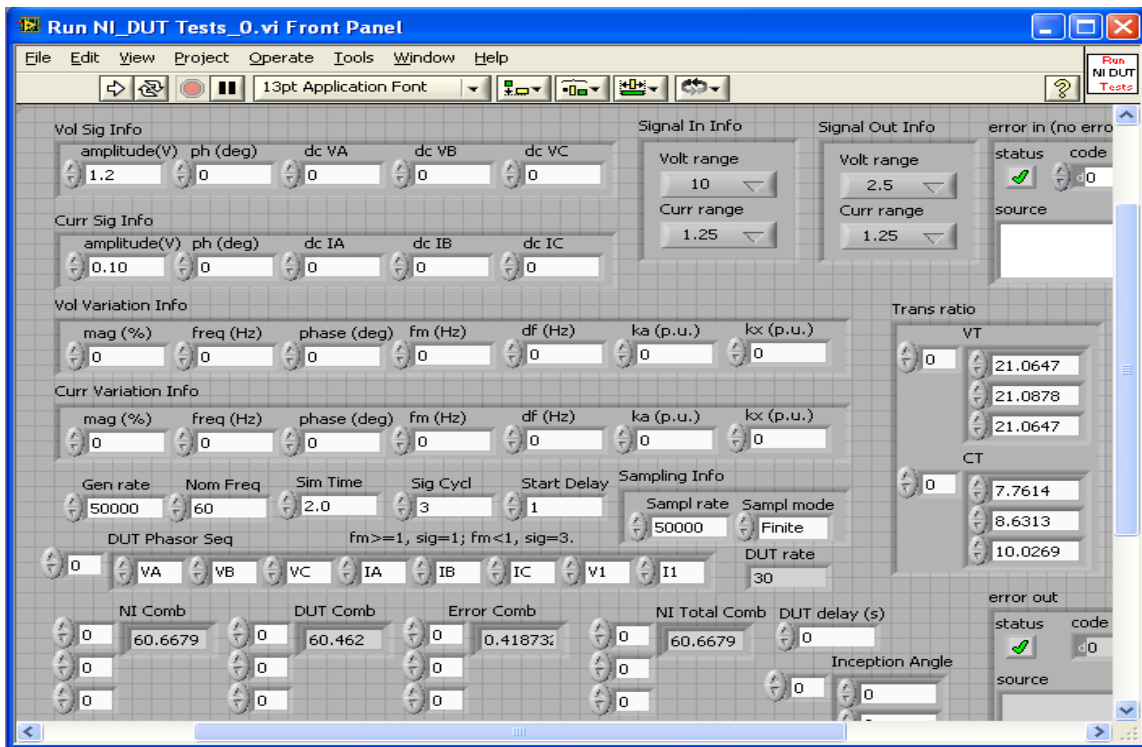 Run NI_DUT Tests_0.vi Front Panel
File Edit View Project Operate Tools Window Help
13pt Application Font
Run NI DUT Tests
Vol Sig Info
amplitude(V) ph (deg) dc VA dc VB dc VC
1.2 0 0 0 0
Curr Sig Info
amplitude(V) ph (deg) dc IA dc IB dc IC
0.10 0 0 0 0
Signal In Info
Volt range
10
Curr range
1.25
Signal Out Info
Volt range
2.5
Curr range
1.25
error in (no erro
status code
d0
source
Vol Variation Info
mag (%) freq (Hz) phase (deg) fm (Hz) df (Hz) ka (p.u.) kx (p.u.)
0 0 0 0 0 0 0
Curr Variation Info
mag (%) freq (Hz) phase (deg) fm (Hz) df (Hz) ka (p.u.) kx (p.u.)
0 0 0 0 0 0 0
Trans ratio
VT
0 21.0647
21.0878
21.0647
CT
0 7.7614
8.6313
10.0269
Gen rate Nom Freq Sim Time Sig Cycl Start Delay
50000 60 2.0 3 1
Sampling Info
Sampl rate Sampl mode
50000 Finite
DUT Phasor Seq fm>=1, sig=1; fm<1, sig=3.
0 VA VB VC IA IB IC V1 I1
DUT rate
30
NI Comb DUT Comb Error Comb NI Total Comb DUT delay (s)
0 60.6679 0 60.462 0 0.41873 0 60.6679 0
0 0 0 0
0 0 0 0
Inception Angle
0 0
error out
status code
d0
source